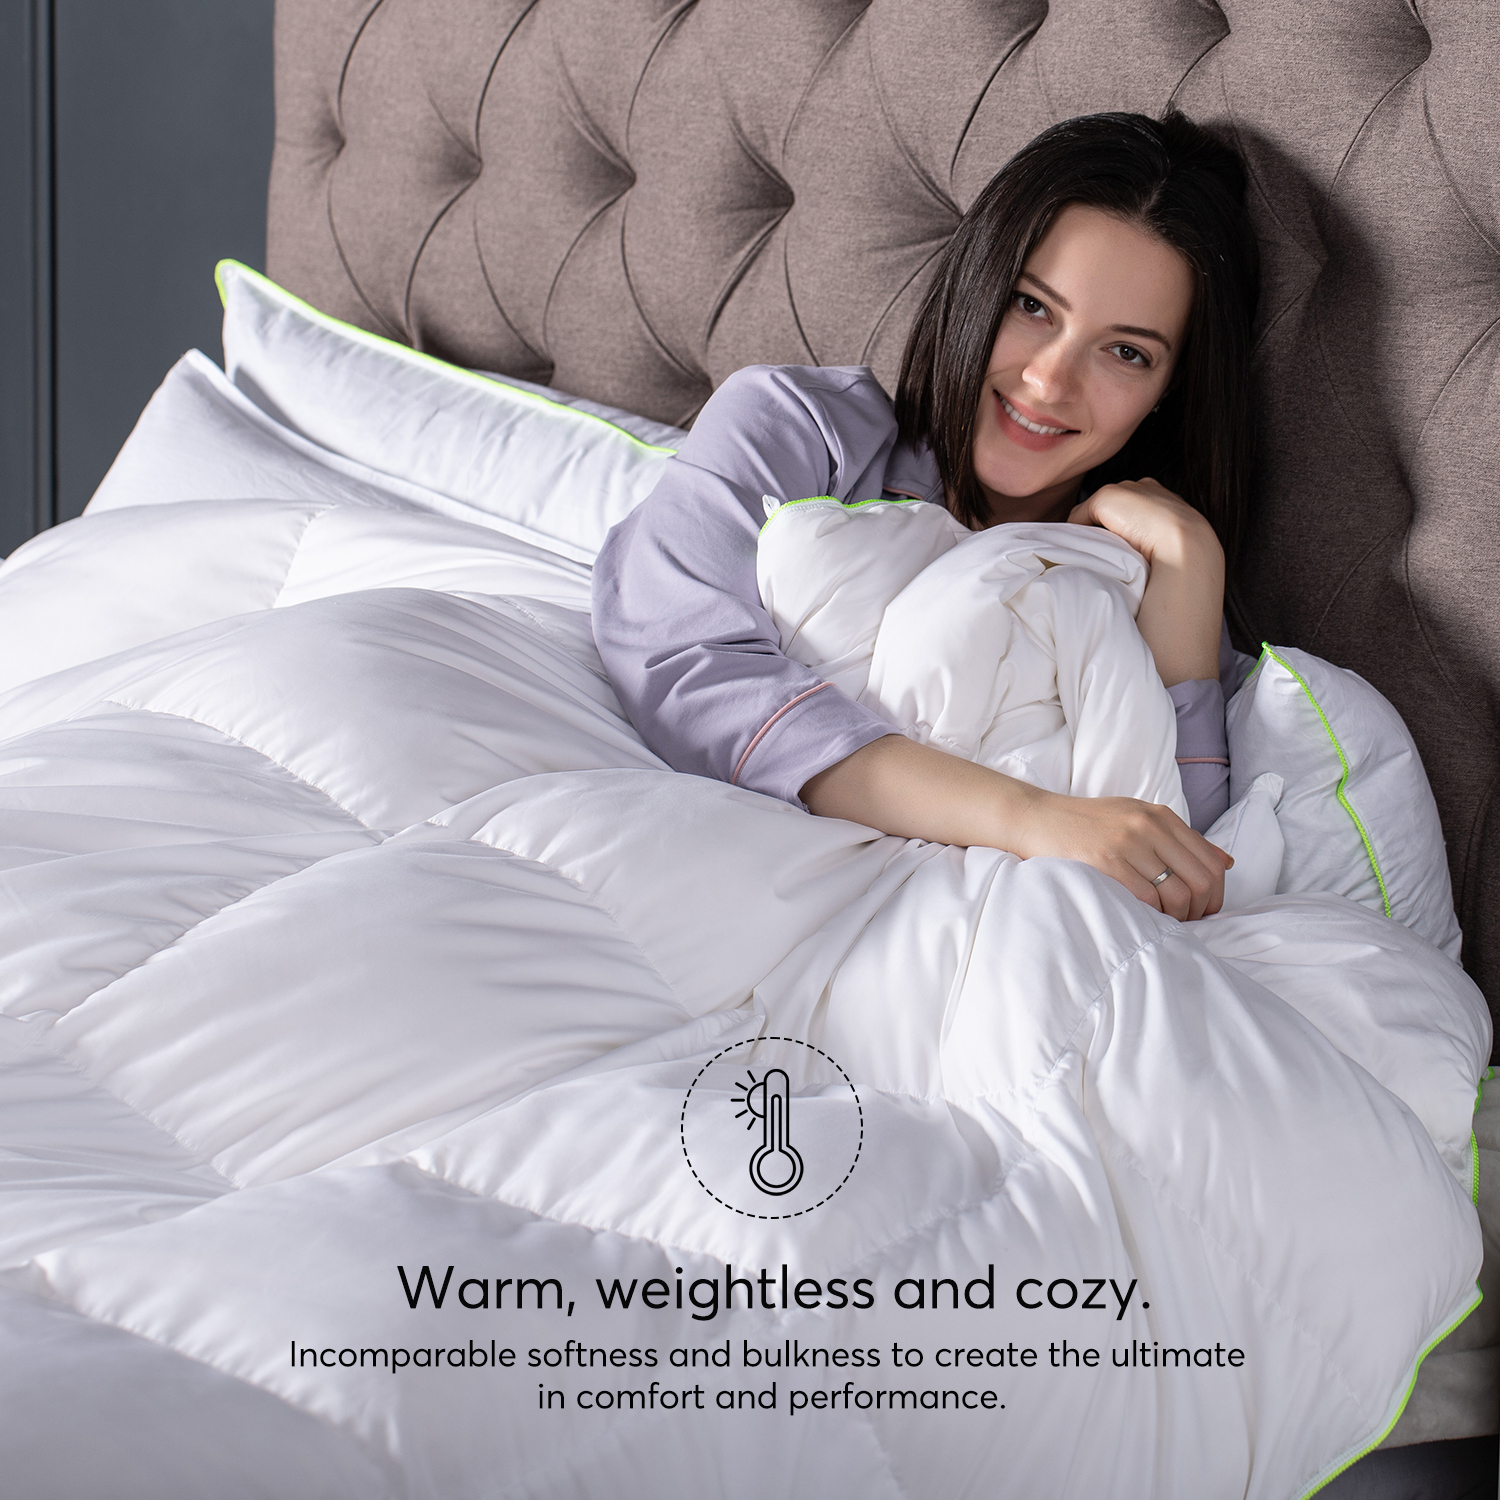 Warm, weightless and cozy.
Incomparable softness and bulkness to create the ultimate
in comfort and performance.